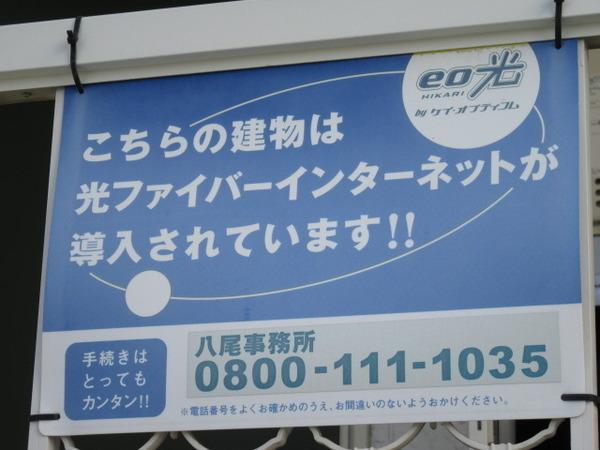 eo光
HIKARI
by ケイ・オプティコム
こちらの建物は
光ファイバーインターネットが
導入されています!!
手続きは
とっても
カンタン!!
八尾事務所
0800-111-1035
※電話番号をよくお確かめのうえ、お間違いのないようおかけください。